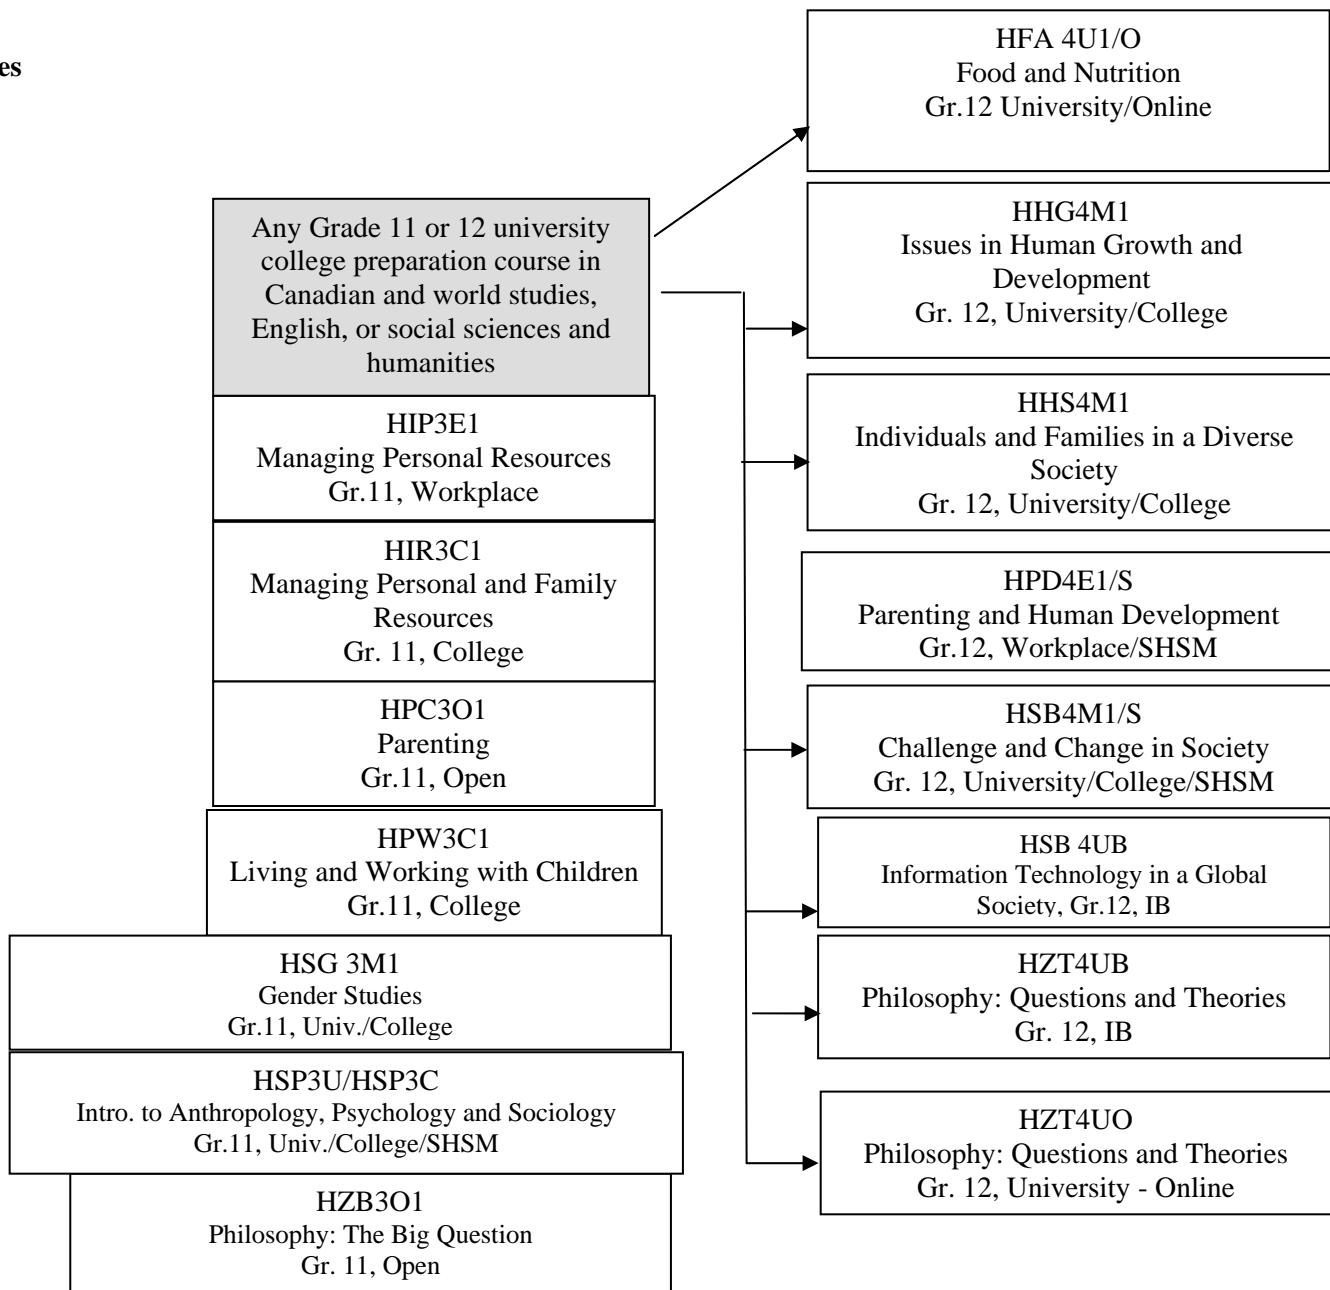 es
HFA 4U1/O
Food and Nutrition
Gr.12 University/Online
Any Grade 11 or 12 university
college preparation course in
Canadian and world studies,
English, or social sciences and
humanities
HHG4M1
Issues in Human Growth and
Development
Gr. 12, University/College
HIP3E1
Managing Personal Resources
Gr.11, Workplace
HHS4M1
Individuals and Families in a Diverse
Society
Gr. 12, University/College
HIR3C1
Managing Personal and Family
Resources
Gr. 11, College
HPD4E1/S
Parenting and Human Development
Gr.12, Workplace/SHSM
HPC3O1
Parenting
Gr.11, Open
HSB4M1/S
Challenge and Change in Society
Gr. 12, University/College/SHSM
HPW3C1
Living and Working with Children
Gr.11, College
HSB 4UB
Information Technology in a Global
Society, Gr.12, IB
HSG 3M1
Gender Studies
Gr.11, Univ./College
HZT4UB
Philosophy: Questions and Theories
Gr. 12, IB
HSP3U/HSP3C
Intro. to Anthropology, Psychology and Sociology
Gr.11, Univ./College/SHSM
HZT4UO
Philosophy: Questions and Theories
Gr. 12, University - Online
HZB3O1
Philosophy: The Big Question
Gr. 11, Open